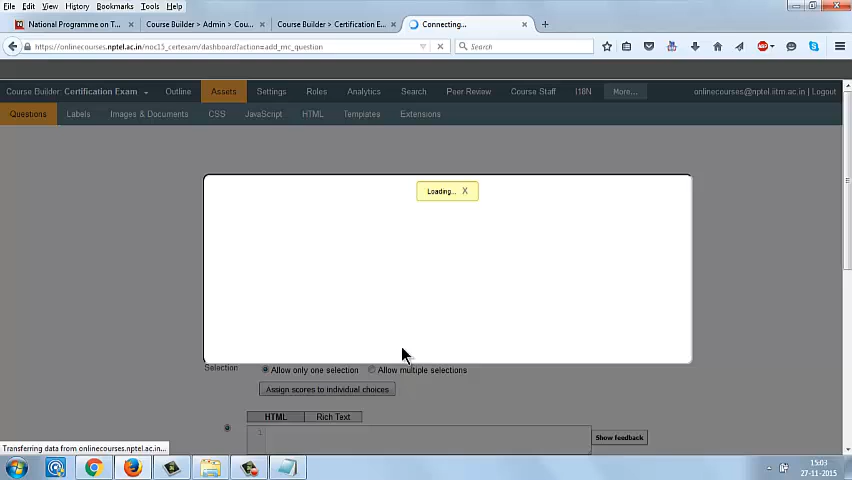 File Edit View History Bookmarks Tools Help
National Programme on T... Course Builder > Admin > Cou... Course Builder > Certification E... Connecting...
https://onlinecourses.nptel.ac.in/noc15_certexam/dashboard?action=add_mc_question Search
Course Builder: Certification Exam Outline Assets Settings Roles Analytics Search Peer Review Course Staff I18N More... onlinecourses@nptel.iitm.ac.in | Logout
Questions Labels Images & Documents CSS JavaScript HTML Templates Extensions
Loading... X
Selection Allow only one selection Allow multiple selections
Assign scores to individual choices
HTML Rich Text
1
Show feedback
Transferring data from onlinecourses.nptel.ac.in...
15:03
27-11-2015